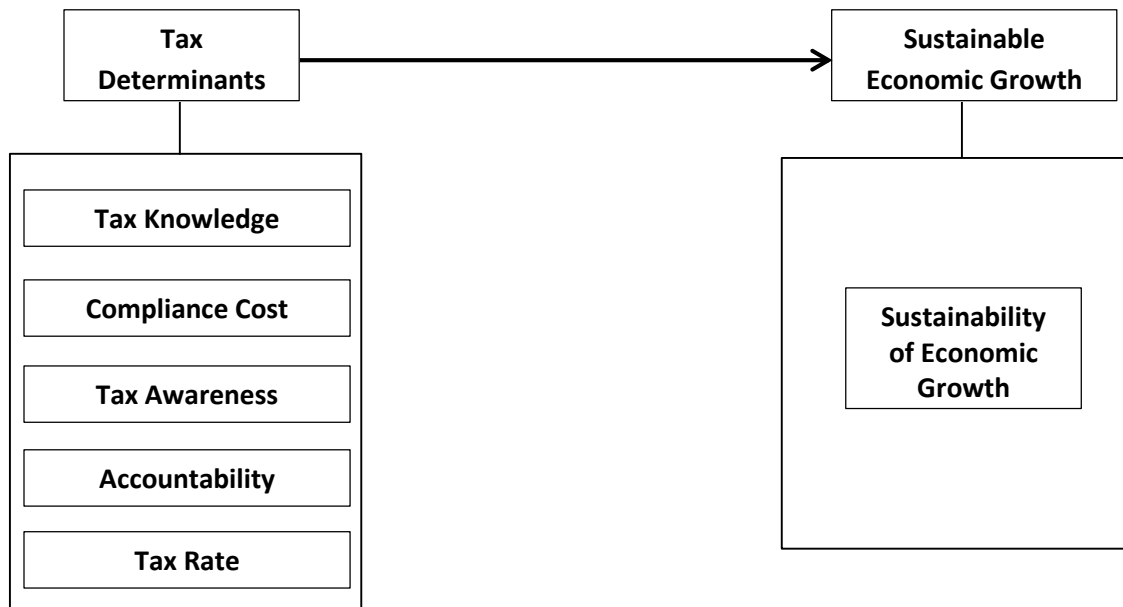 Tax
Determinants
Sustainable
Economic Growth
Tax Knowledge
Compliance Cost
Tax Awareness
Accountability
Tax Rate
Sustainability
of Economic
Growth